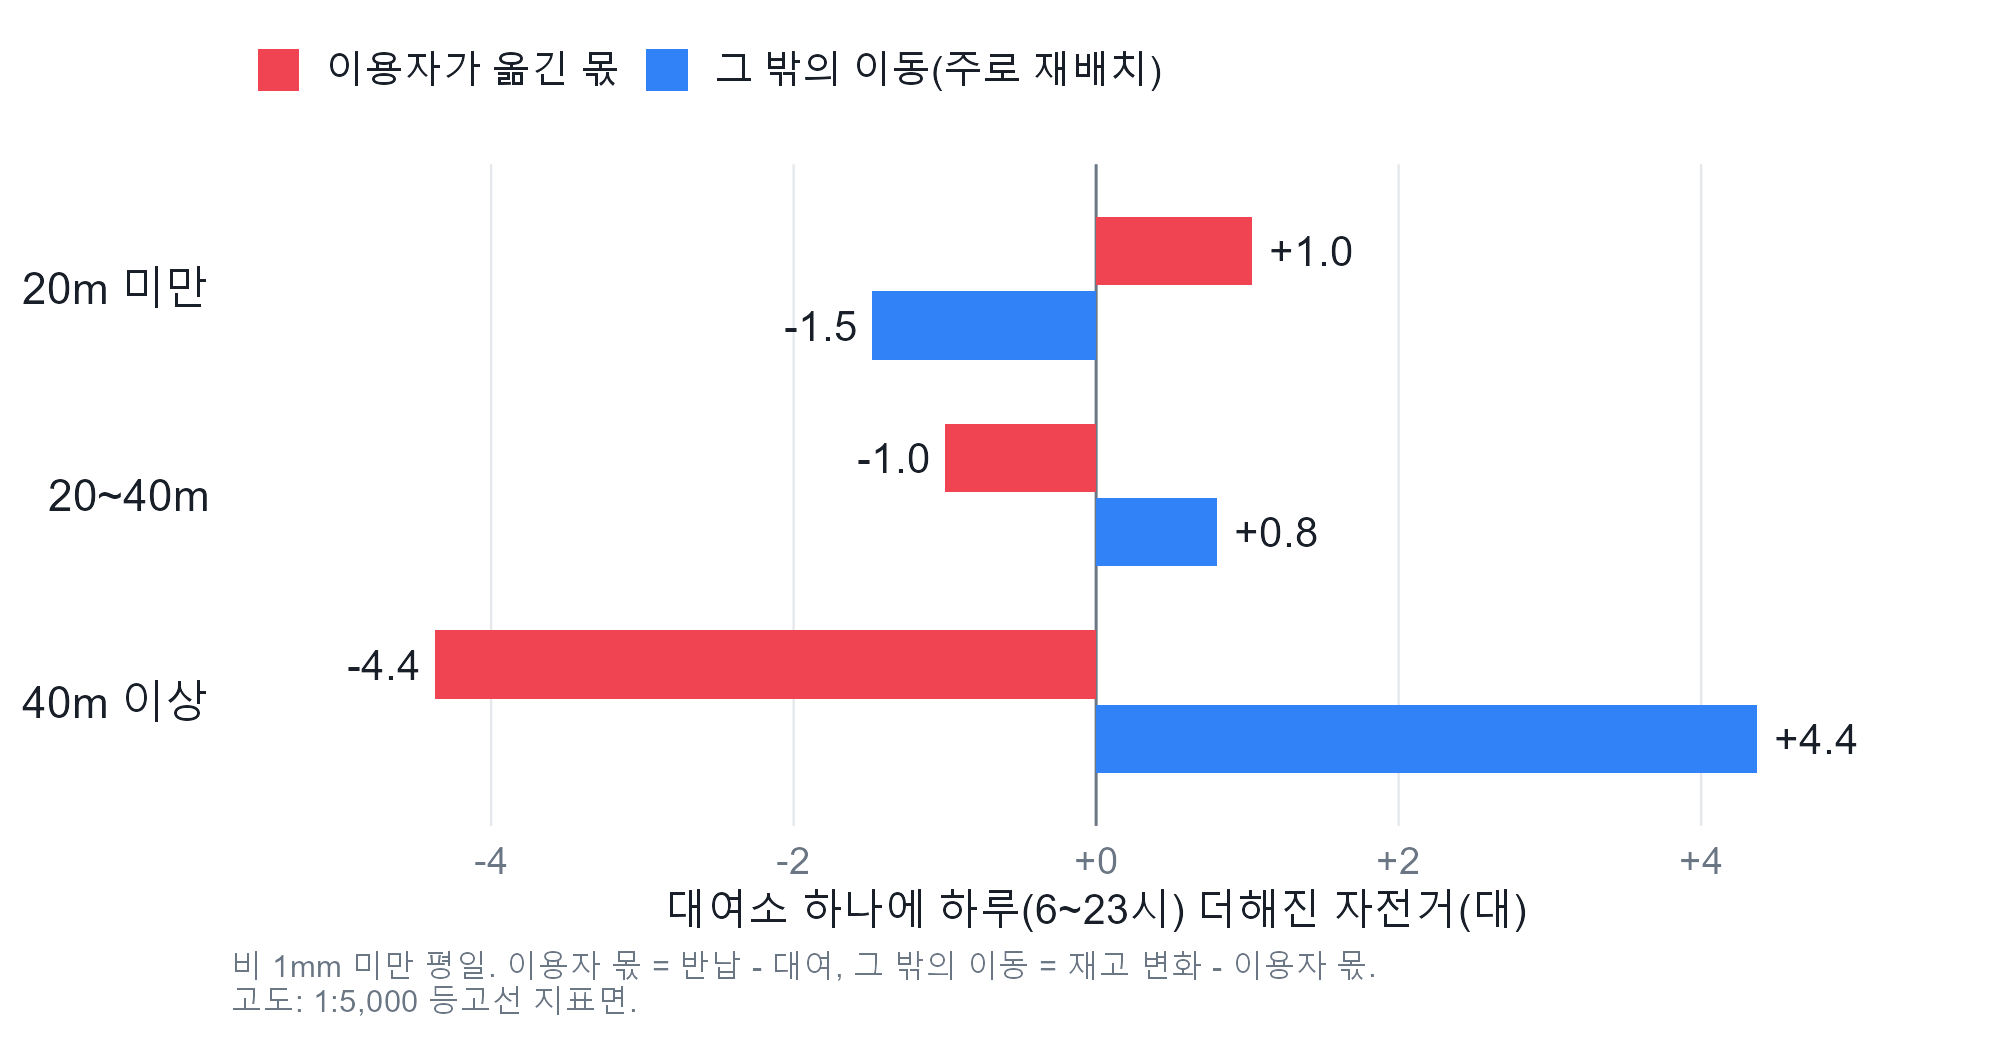 이용자가 옮긴 몫 그 밖의 이동(주로 재배치)
20m 미만
+1.0
-1.5
20~40m
-1.0
+0.8
40m 이상
-4.4
+4.4
-4 -2 +0 +2 +4
대여소 하나에 하루(6~23시) 더해진 자전거(대)
비 1mm 미만 평일. 이용자 몫 = 반납 - 대여, 그 밖의 이동 = 재고 변화 - 이용자 몫.
고도: 1:5,000 등고선 지표면.